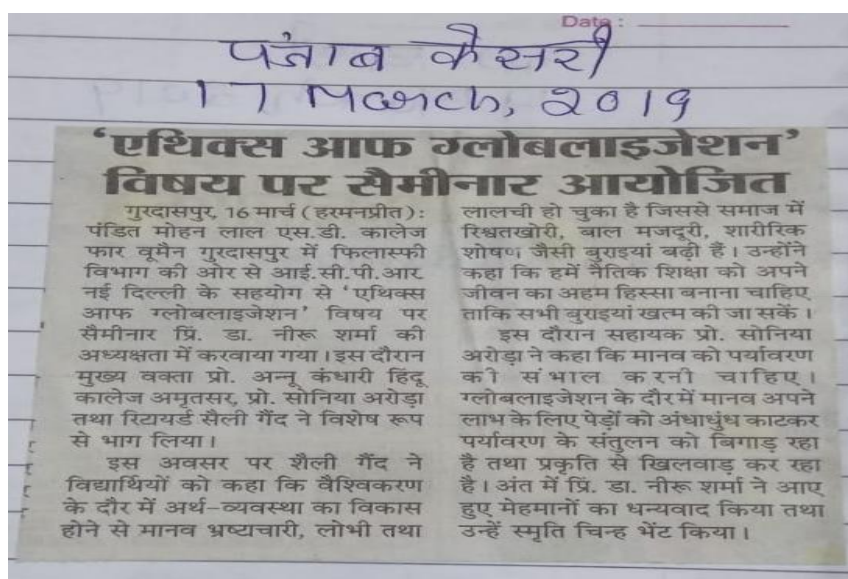 Date :
पंजाब केसरी
17 March, 2019
‘एथिक्स आफ ग्लोबलाइजेशन’
विषय पर सैमीनार आयोजित
गुरदासपुर, 16 मार्च (हरमनप्रीत):
पंडित मोहन लाल एस.डी. कालेज
फार वूमैन गुरदासपुर में फिलास्फी
विभाग की ओर से आई.सी.पी.आर.
नई दिल्ली के सहयोग से ‘एथिक्स
आफ ग्लोबलाइजेशन’ विषय पर
सैमीनार प्रिं. डा. नीरू शर्मा की
अध्यक्षता में करवाया गया। इस दौरान
मुख्य वक्ता प्रो. अन्नू कंधारी हिंदू
कालेज अमृतसर, प्रो. सोनिया अरोड़ा
तथा रिटायर्ड सैली गैंद ने विशेष रूप
से भाग लिया।
इस अवसर पर शैली गैंद ने
विद्यार्थियों को कहा कि वैश्विकरण
के दौर में अर्थ-व्यवस्था का विकास
होने से मानव भ्रष्टाचारी, लोभी तथा
लालची हो चुका है जिससे समाज में
रिश्वतखोरी, बाल मजदूरी, शारीरिक
शोषण जैसी बुराइयां बढ़ी हैं। उन्होंने
कहा कि हमें नैतिक शिक्षा को अपने
जीवन का अहम हिस्सा बनाना चाहिए
ताकि सभी बुराइयां खत्म की जा सकें।
इस दौरान सहायक प्रो. सोनिया
अरोड़ा ने कहा कि मानव को पर्यावरण
की संभाल करनी चाहिए।
ग्लोबलाइजेशन के दौर में मानव अपने
लाभ के लिए पेड़ों को अंधाधुंध काटकर
पर्यावरण के संतुलन को बिगाड़ रहा
है तथा प्रकृति से खिलवाड़ कर रहा
है। अंत में प्रिं. डा. नीरू शर्मा ने आए
हुए मेहमानों का धन्यवाद किया तथा
उन्हें स्मृति चिन्ह भेंट किया।